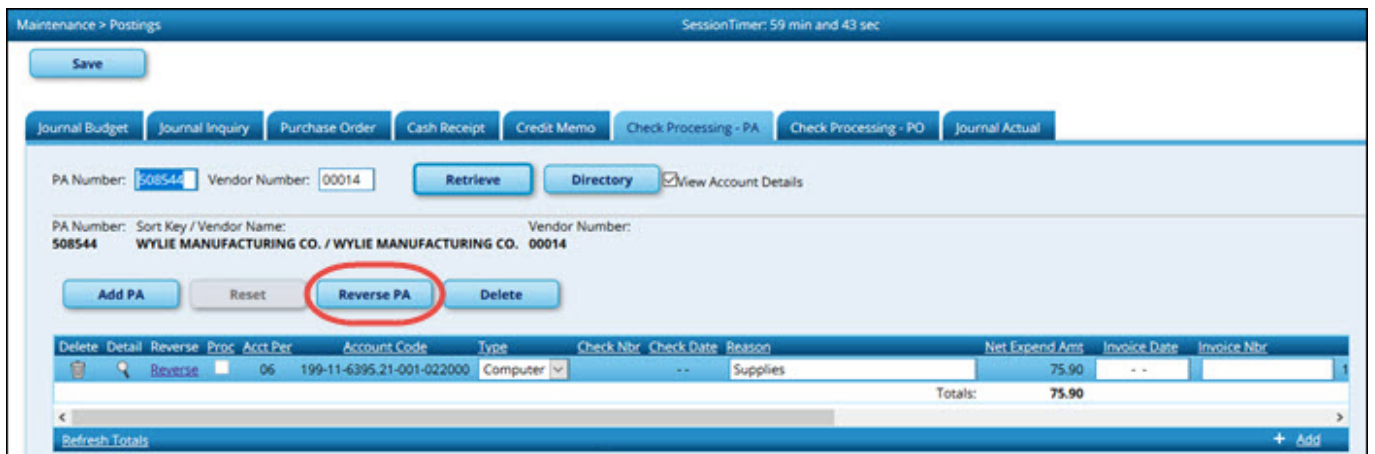 Maintenance > Postings SessionTimer: 59 min and 43 sec
Save
Journal Budget Journal Inquiry Purchase Order Cash Receipt Credit Memo Check Processing - PA Check Processing - PO Journal Actual
PA Number: 508544 Vendor Number: 00014 Retrieve Directory View Account Details
PA Number: Sort Key / Vendor Name: Vendor Number:
508544 WYLIE MANUFACTURING CO. / WYLIE MANUFACTURING CO. 00014
Add PA Reset Reverse PA Delete
Delete Detail Reverse Proc Acct Per Account Code Type Check Nbr Check Date Reason Net Expend Amt Invoice Date Invoice Nbr
Reverse 06 199-11-6395.21-001-022000 Computer - - Supplies 75.90 - - 1
Totals: 75.90
< >
Refresh Totals + Add